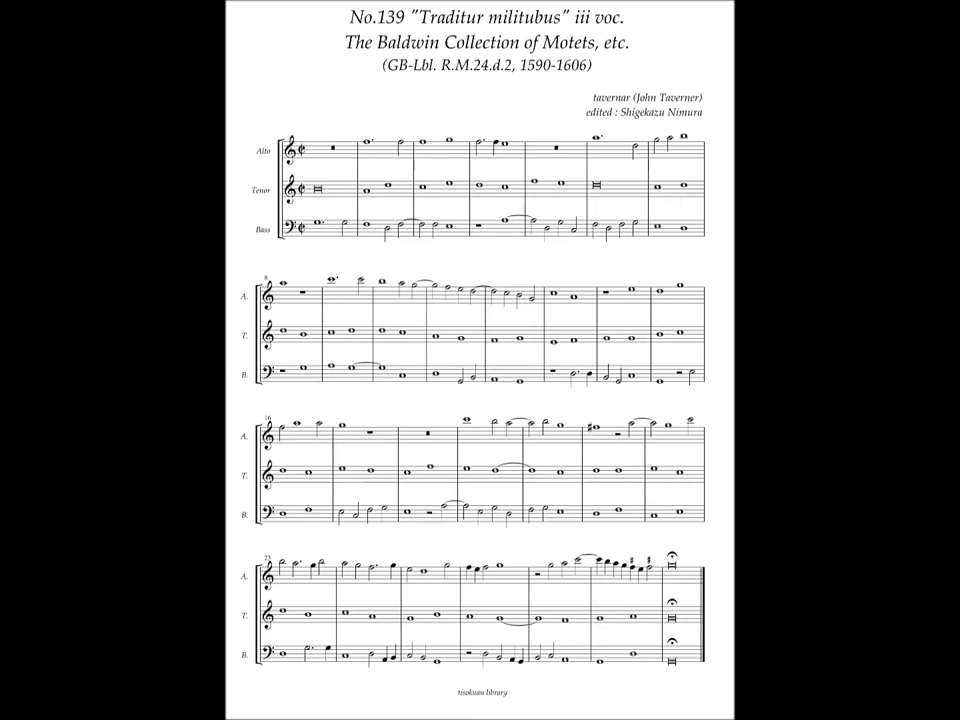 No.139 "Traditur militubus" iii voc.
The Baldwin Collection of Motets, etc.
(GB-Lbl. R.M.24.d.2, 1590-1606)
tavernar (John Taverner)
edited : Shigekazu Nimura
Alto
Tenor
Bass
8
A.
T.
B.
16
A.
T.
B.
23
A.
T.
B.
tisokuan library